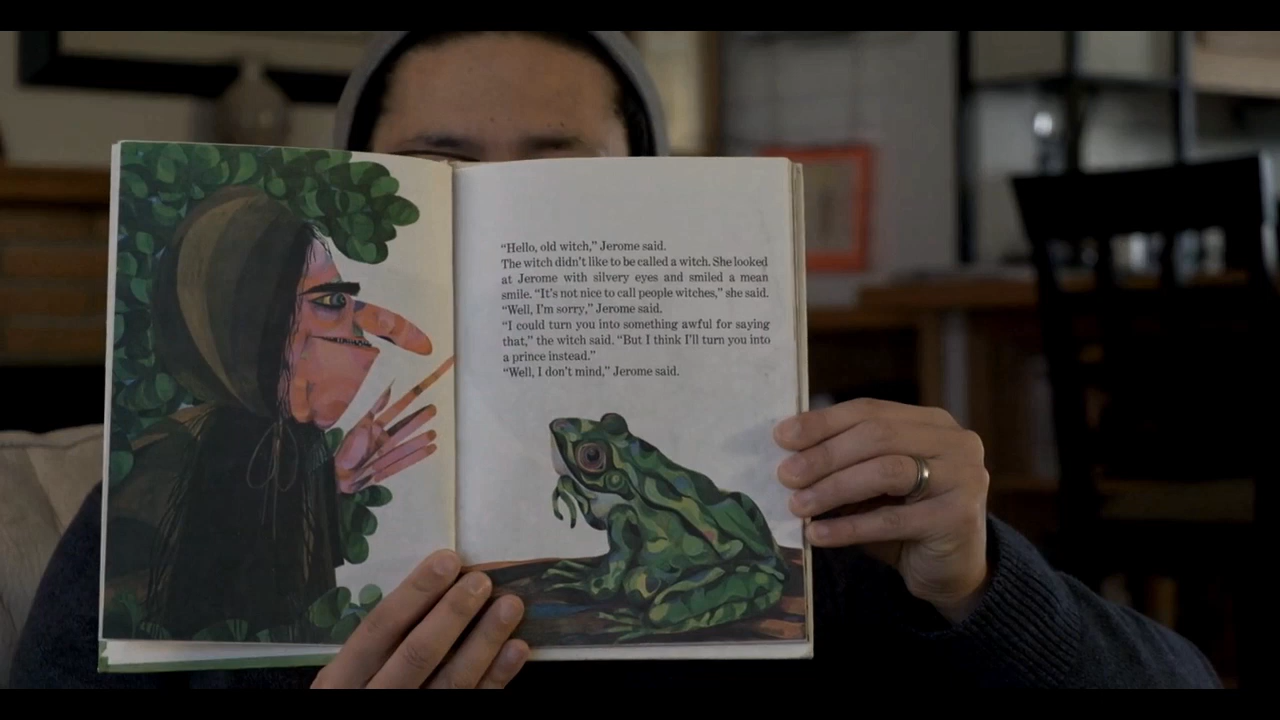 “Hello, old witch,” Jerome said.
The witch didn't like to be called a witch. She looked
at Jerome with silvery eyes and smiled a mean
smile. “It's not nice to call people witches,” she said.
“Well, I'm sorry,” Jerome said.
“I could turn you into something awful for saying
that,” the witch said. “But I think I'll turn you into
a prince instead.”
“Well, I don't mind,” Jerome said.